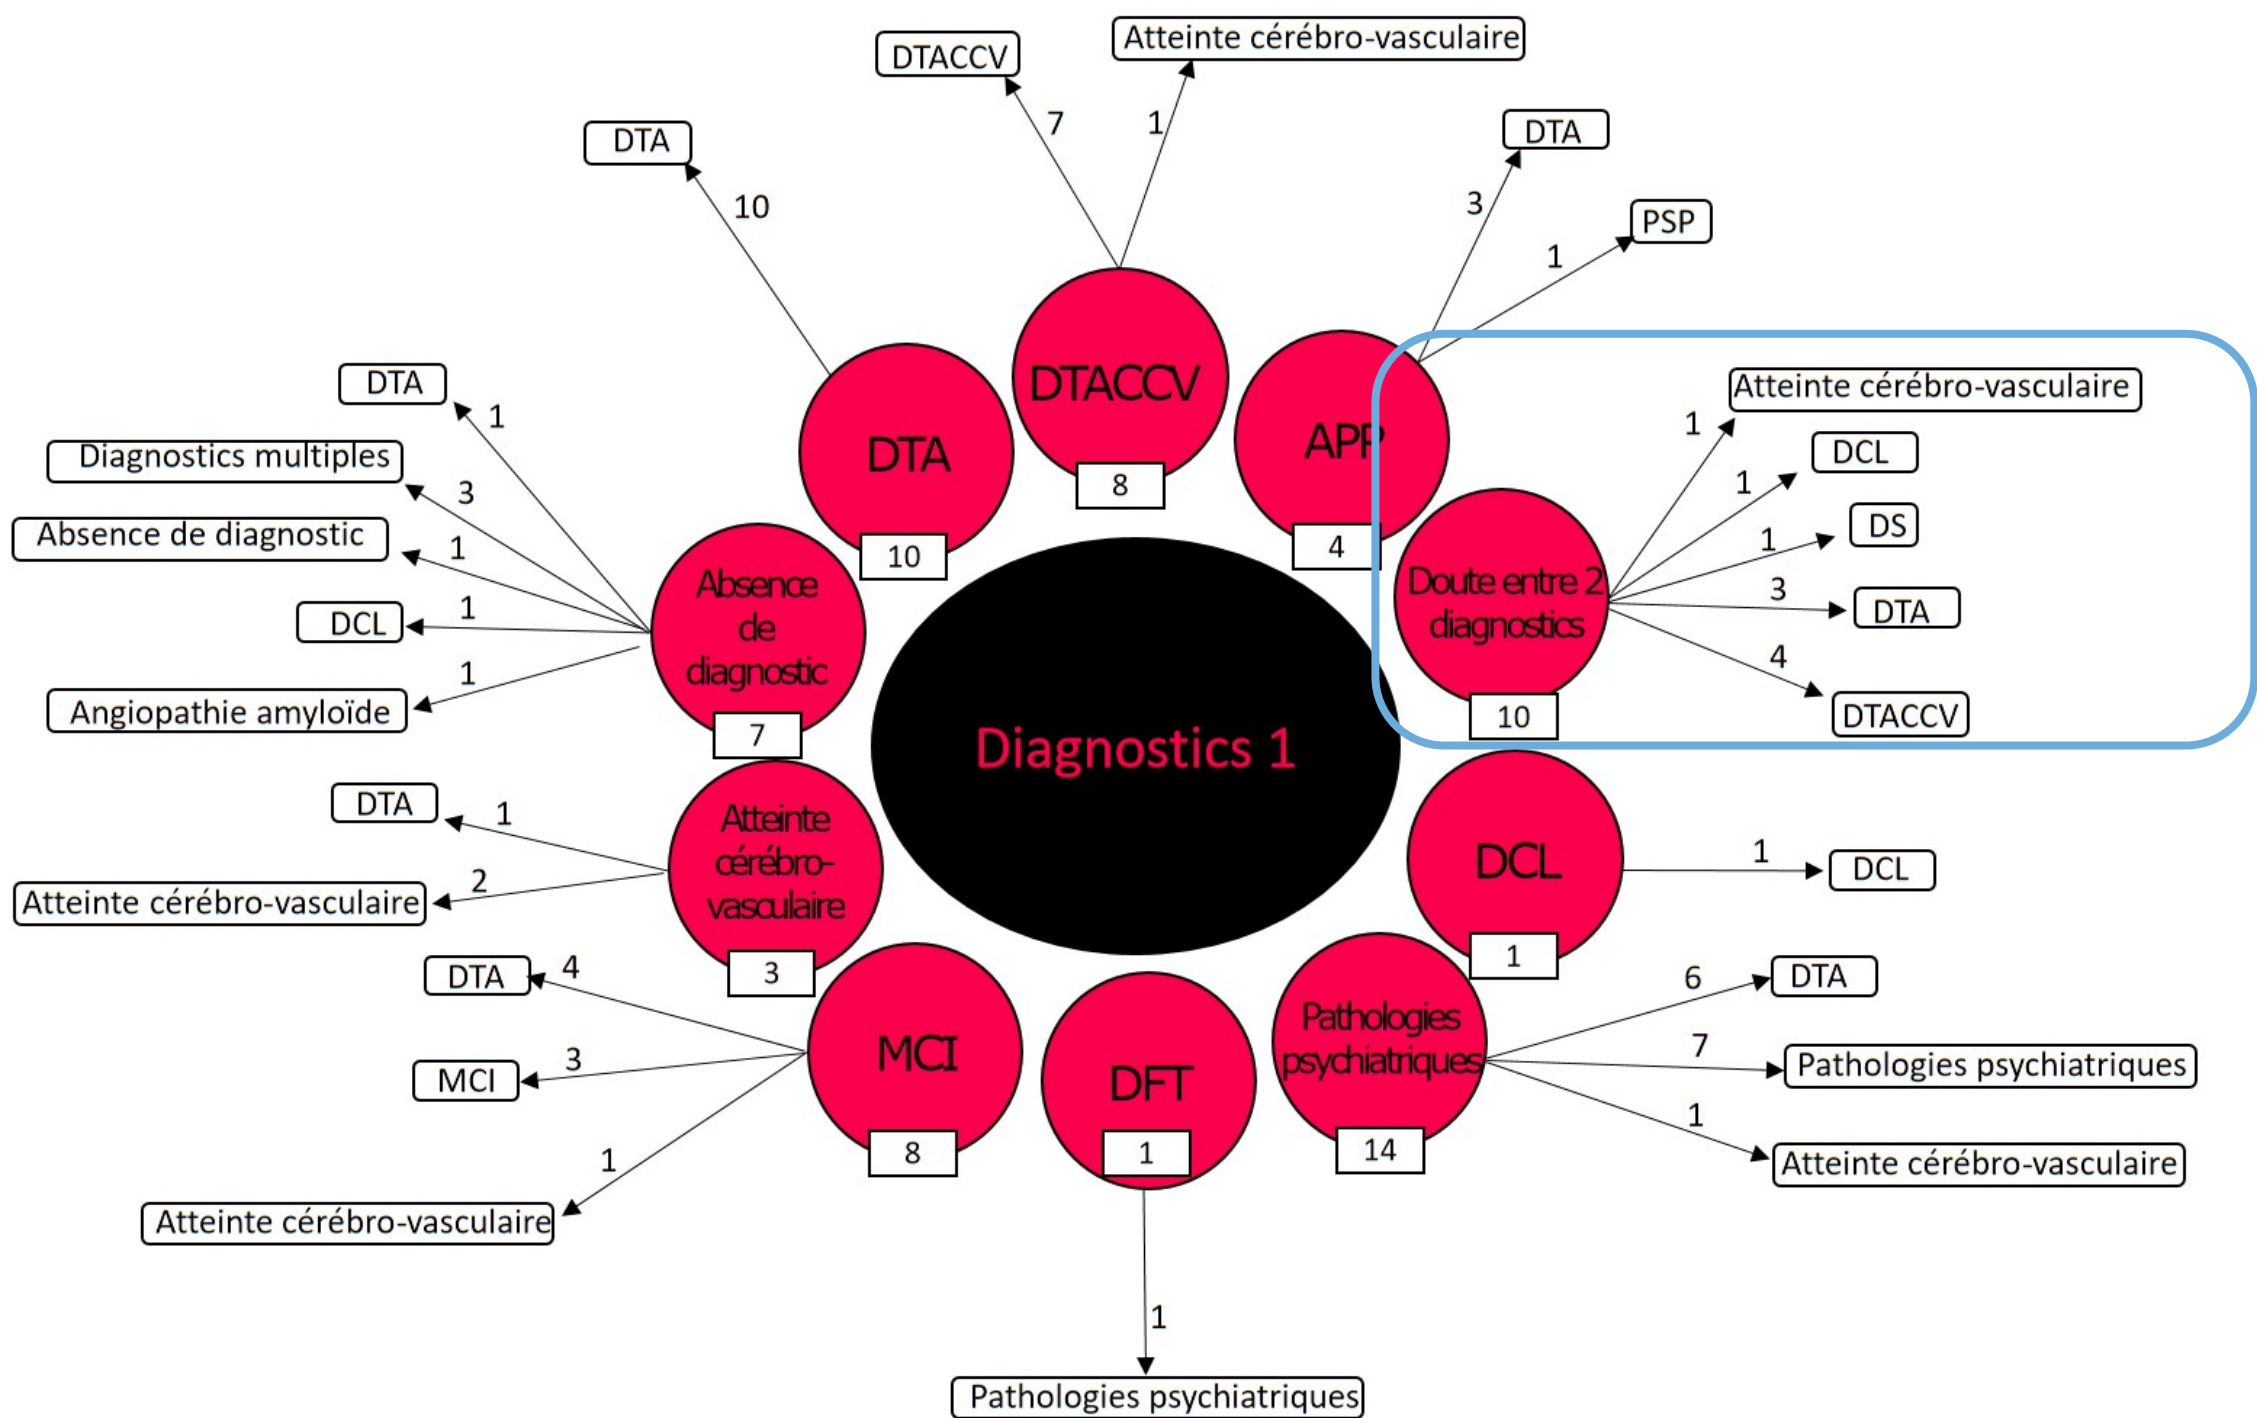 Atteinte cérébro-vasculaire
DTACCV
7
1
DTA
DTA
10
3
PSP
1
DTACCV
8
APP
4
DTA
10
DTA
1
Diagnostics multiples
3
Absence de diagnostic
1
DCL
1
Angiopathie amyloïde
1
Absence
de
diagnostic
7
Atteinte cérébro-vasculaire
1
DCL
1
DS
1
DTA
3
DTACCV
4
Doute entre 2
diagnostics
10
Diagnostics 1
DTA
1
Atteinte cérébro-vasculaire
2
Atteinte
cérébro-
vasculaire
3
DCL
1
1
DCL
DTA
4
MCI
3
Atteinte cérébro-vasculaire
1
MCI
8
DFT
1
1
Pathologies psychiatriques
Pathologies
psychiatriques
14
6
DTA
7
Pathologies psychiatriques
1
Atteinte cérébro-vasculaire